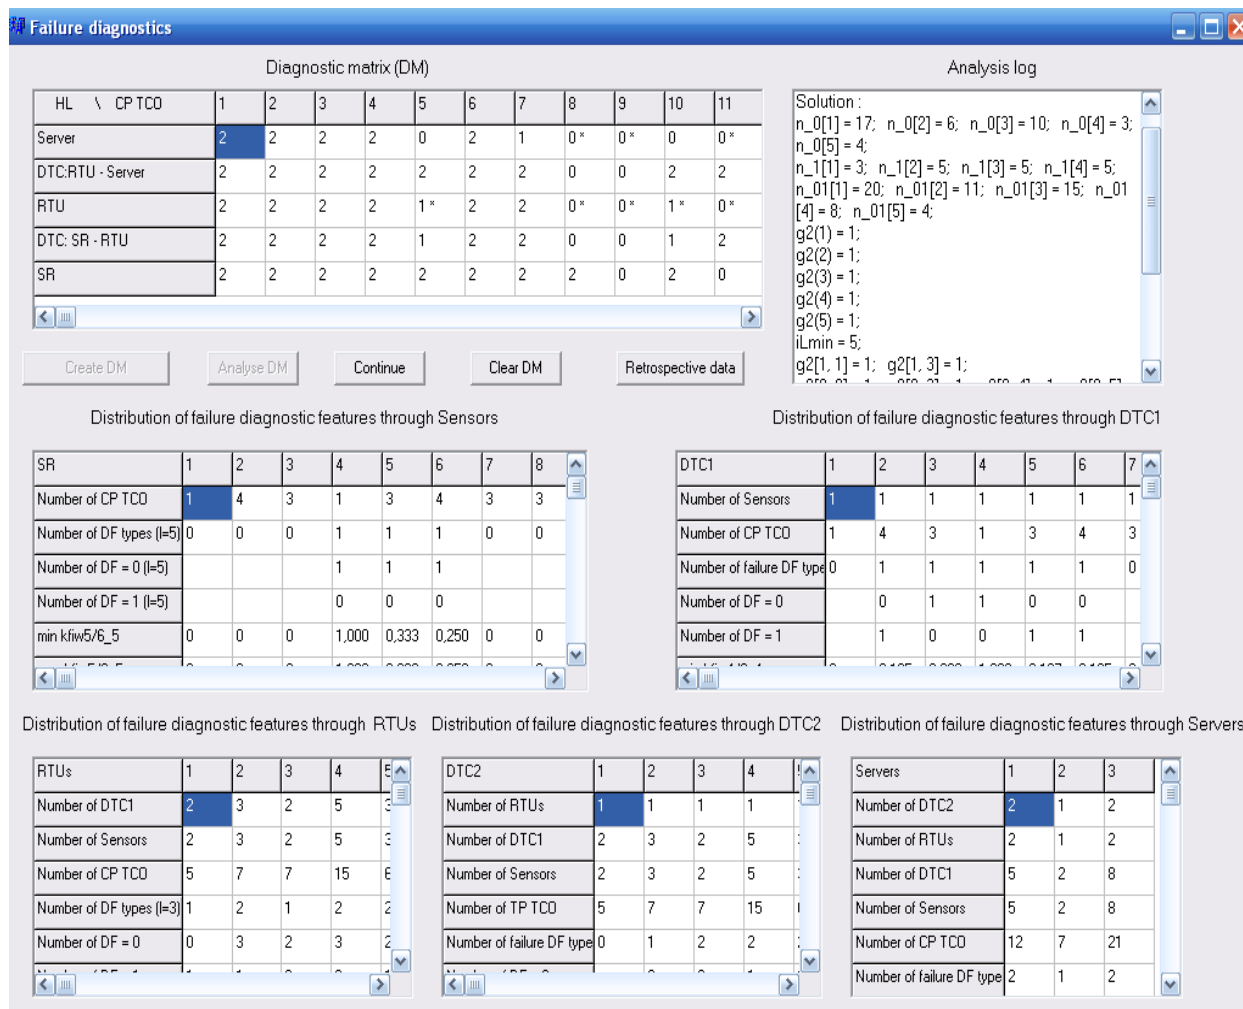 Failure diagnostics
Diagnostic matrix (DM)
HL \ CP TCO 1 2 3 4 5 6 7 8 9 10 11
Server 2 2 2 2 0 2 1 0* 0* 0 0*
DTC:RTU - Server 2 2 2 2 2 2 2 0 0 2 2
RTU 2 2 2 2 1* 2 2 0* 0* 1* 0*
DTC: SR - RTU 2 2 2 2 1 2 2 0 0 1 2
SR 2 2 2 2 2 2 2 2 0 2 0
Analysis log
Solution :
n_0[1] = 17; n_0[2] = 6; n_0[3] = 10; n_0[4] = 3;
n_0[5] = 4;
n_1[1] = 3; n_1[2] = 5; n_1[3] = 5; n_1[4] = 5;
n_01[1] = 20; n_01[2] = 11; n_01[3] = 15; n_01
[4] = 8; n_01[5] = 4;
g2(1) = 1;
g2(2) = 1;
g2(3) = 1;
g2(4) = 1;
g2(5) = 1;
iLmin = 5;
g2[1, 1] = 1; g2[1, 3] = 1;
Create DM Analyse DM Continue Clear DM Retrospective data
Distribution of failure diagnostic features through Sensors
SR 1 2 3 4 5 6 7 8
Number of CP TCO 1 4 3 1 3 4 3 3
Number of DF types (l=5) 0 0 0 1 1 1 0 0
Number of DF = 0 (l=5) 1 1 1
Number of DF = 1 (l=5) 0 0 0
min kfiw5/6_5 0 0 0 1,000 0,333 0,250 0 0
Distribution of failure diagnostic features through DTC1
DTC1 1 2 3 4 5 6 7
Number of Sensors 1 1 1 1 1 1 1
Number of CP TCO 1 4 3 1 3 4 3
Number of failure DF type 0 1 1 1 1 1 0
Number of DF = 0 0 1 1 0 0
Number of DF = 1 1 0 0 1 1
Distribution of failure diagnostic features through RTUs
RTUs 1 2 3 4 5
Number of DTC1 2 3 2 5 3
Number of Sensors 2 3 2 5 3
Number of CP TCO 5 7 7 15 6
Number of DF types (l=3) 1 2 1 2 2
Number of DF = 0 0 3 2 3 2
Distribution of failure diagnostic features through DTC2
DTC2 1 2 3 4
Number of RTUs 1 1 1 1
Number of DTC1 2 3 2 5
Number of Sensors 2 3 2 5
Number of TP TCO 5 7 7 15
Number of failure DF type 0 1 2 2
Distribution of failure diagnostic features through Servers
Servers 1 2 3
Number of DTC2 2 1 2
Number of RTUs 2 1 2
Number of DTC1 5 2 8
Number of Sensors 5 2 8
Number of CP TCO 12 7 21
Number of failure DF type 2 1 2